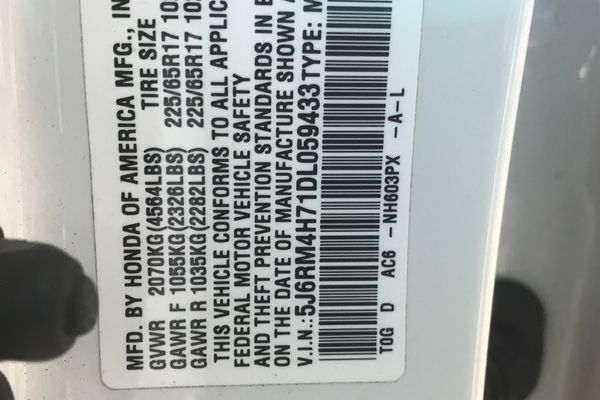 MFD. BY HONDA OF AMERICA MFG., IN
TIRE SIZE
GVWR 2070KG(4564LBS)
GAWR F 1055KG(2326LBS) 225/65R17 10
GAWR R 1035KG(2282LBS) 225/65R17 10
THIS VEHICLE CONFORMS TO ALL APPLIC
FEDERAL MOTOR VEHICLE SAFETY
AND THEFT PREVENTION STANDARDS IN E
ON THE DATE OF MANUFACTURE SHOWN A
V.I.N.:5J6RM4H71DL059433 TYPE: M
TOG D AC6 - NH603PX -A-L